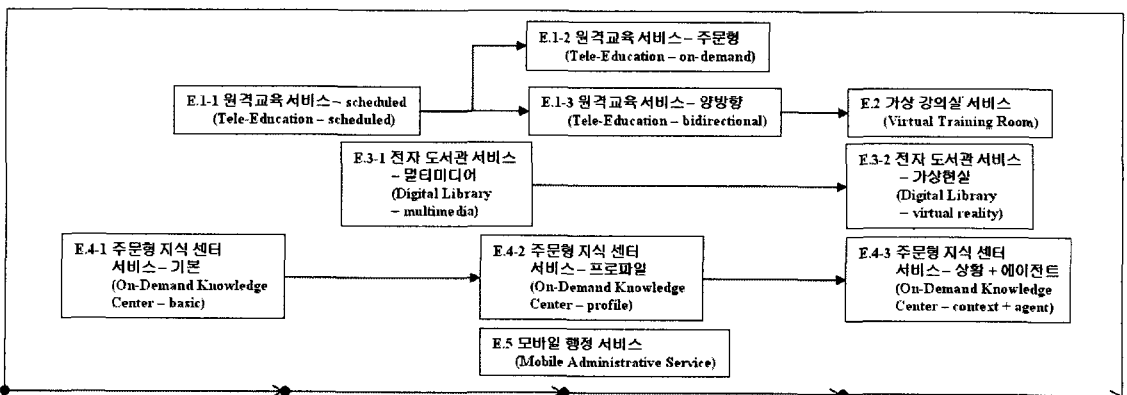 E.1-2 원격교육 서비스 – 주문형
(Tele-Education – on-demand)
E.1-1 원격교육 서비스 – scheduled
(Tele-Education – scheduled)
E.1-3 원격교육 서비스 – 양방향
(Tele-Education – bidirectional)
E.2 가상 강의실 서비스
(Virtual Training Room)
E.3-1 전자 도서관 서비스
– 멀티미디어
(Digital Library
– multimedia)
E.3-2 전자 도서관 서비스
– 가상현실
(Digital Library
– virtual reality)
E.4-1 주문형 지식 센터
서비스 – 기본
(On-Demand Knowledge
Center – basic)
E.4-2 주문형 지식 센터
서비스 – 프로파일
(On-Demand Knowledge
Center – profile)
E.4-3 주문형 지식 센터
서비스 – 상황 + 에이전트
(On-Demand Knowledge
Center – context + agent)
E.5 모바일 행정 서비스
(Mobile Administrative Service)